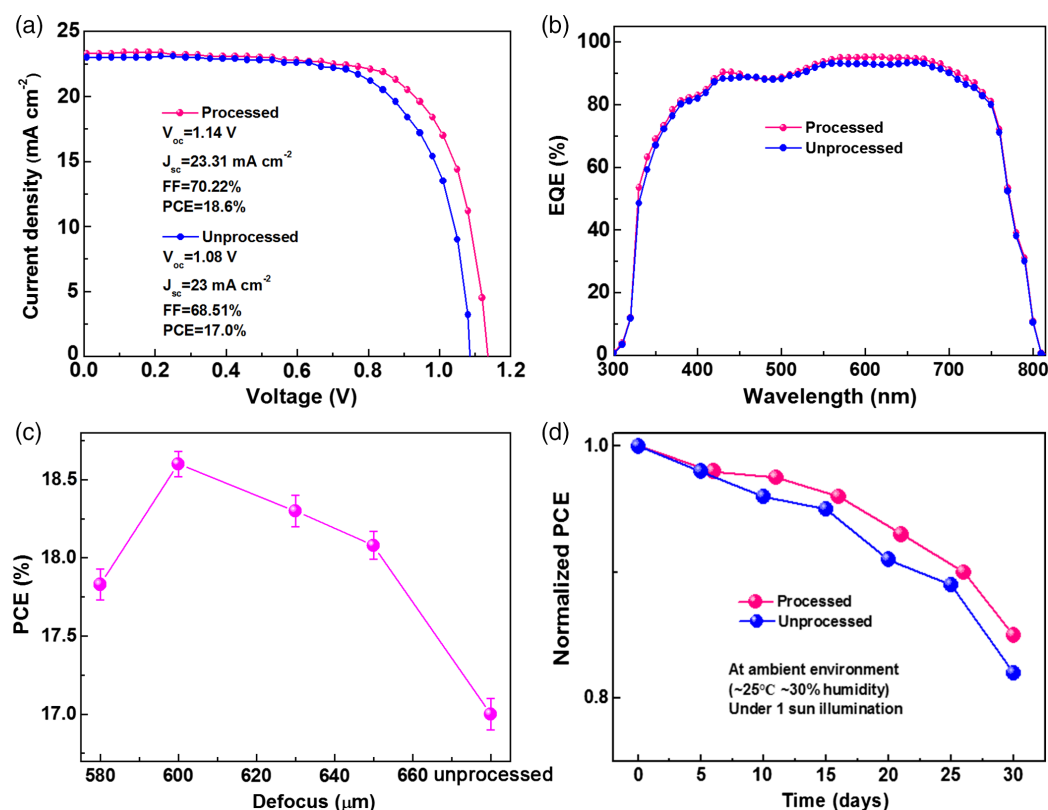 (a)
25
20
15
10
5
0
Current density (mA cm-2)
Processed
Voc=1.14 V
Jsc=23.31 mA cm-2
FF=70.22%
PCE=18.6%
Unprocessed
Voc=1.08 V
Jsc=23 mA cm-2
FF=68.51%
PCE=17.0%
0.0 0.2 0.4 0.6 0.8 1.0 1.2
Voltage (V)
(b)
100
80
60
40
20
0
EQE (%)
Processed
Unprocessed
300 400 500 600 700 800
Wavelength (nm)
(c)
18.5
18.0
17.5
17.0
PCE (%)
580 600 620 640 660 unprocessed
Defocus (μm)
(d)
1.0
0.8
Normalized PCE
Processed
Unprocessed
At ambient environment
(~25℃ ~30% humidity)
Under 1 sun illumination
0 5 10 15 20 25 30
Time (days)